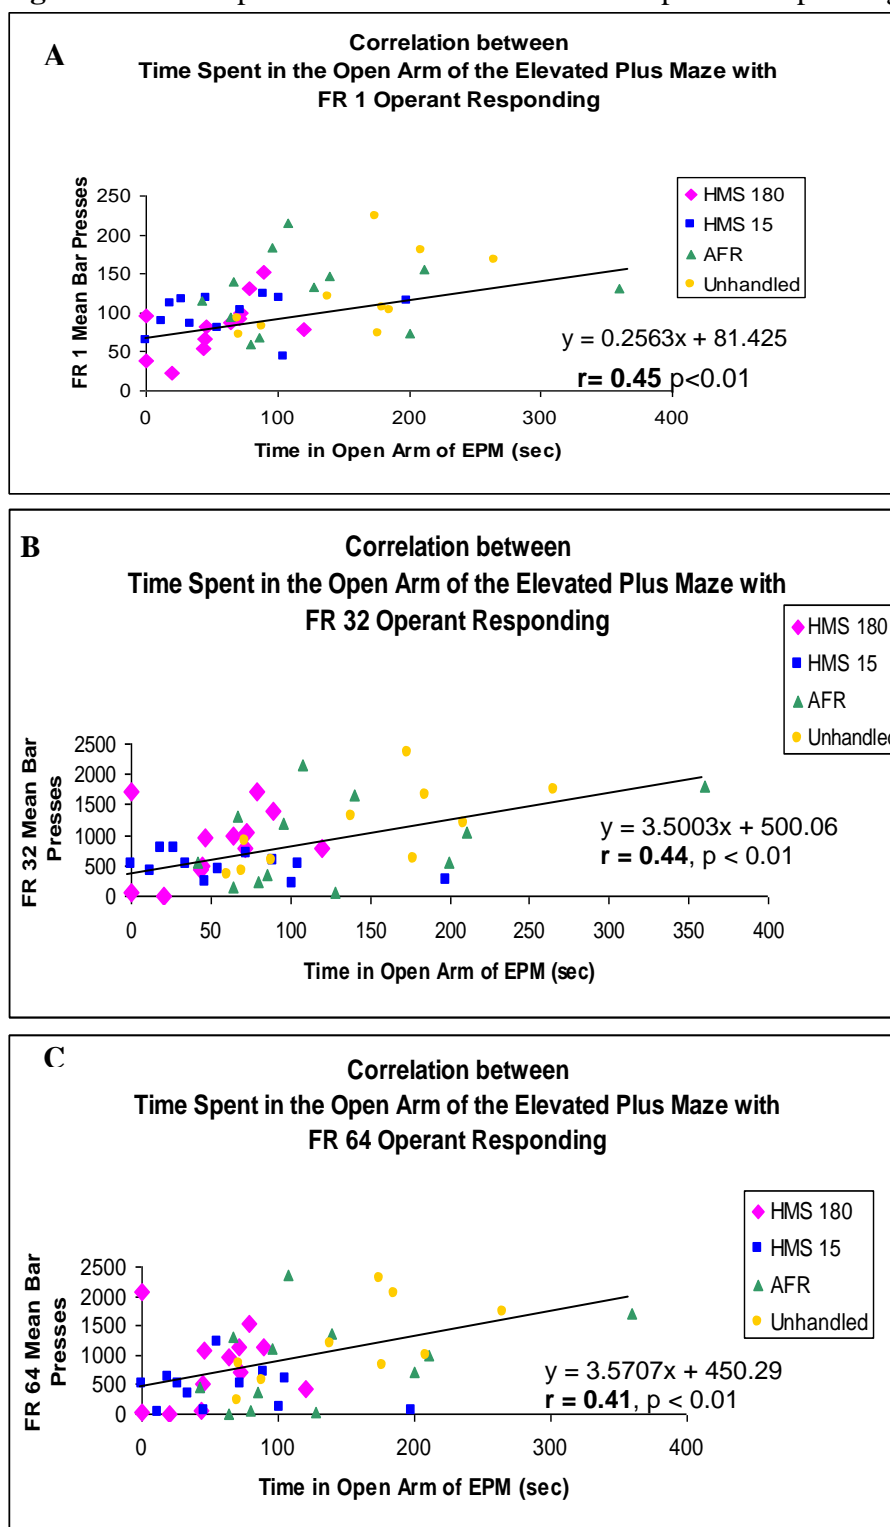 A
Correlation between
Time Spent in the Open Arm of the Elevated Plus Maze with
FR 1 Operant Responding
FR 1 Mean Bar Presses
250
200
150
100
50
0
0 100 200 300 400
Time in Open Arm of EPM (sec)
HMS 180
HMS 15
AFR
Unhandled
y = 0.2563x + 81.425
r= 0.45 p<0.01
B
Correlation between
Time Spent in the Open Arm of the Elevated Plus Maze with
FR 32 Operant Responding
HMS 180
HMS 15
AFR
Unhandled
FR 32 Mean Bar
Presses
2500
2000
1500
1000
500
0
0 50 100 150 200 250 300 350 400
Time in Open Arm of EPM (sec)
y = 3.5003x + 500.06
r = 0.44, p < 0.01
C
Correlation between
Time Spent in the Open Arm of the Elevated Plus Maze with
FR 64 Operant Responding
HMS 180
HMS 15
AFR
Unhandled
FR 64 Mean Bar
Presses
2500
2000
1500
1000
500
0
0 100 200 300 400
Time in Open Arm of EPM (sec)
y = 3.5707x + 450.29
r = 0.41, p < 0.01